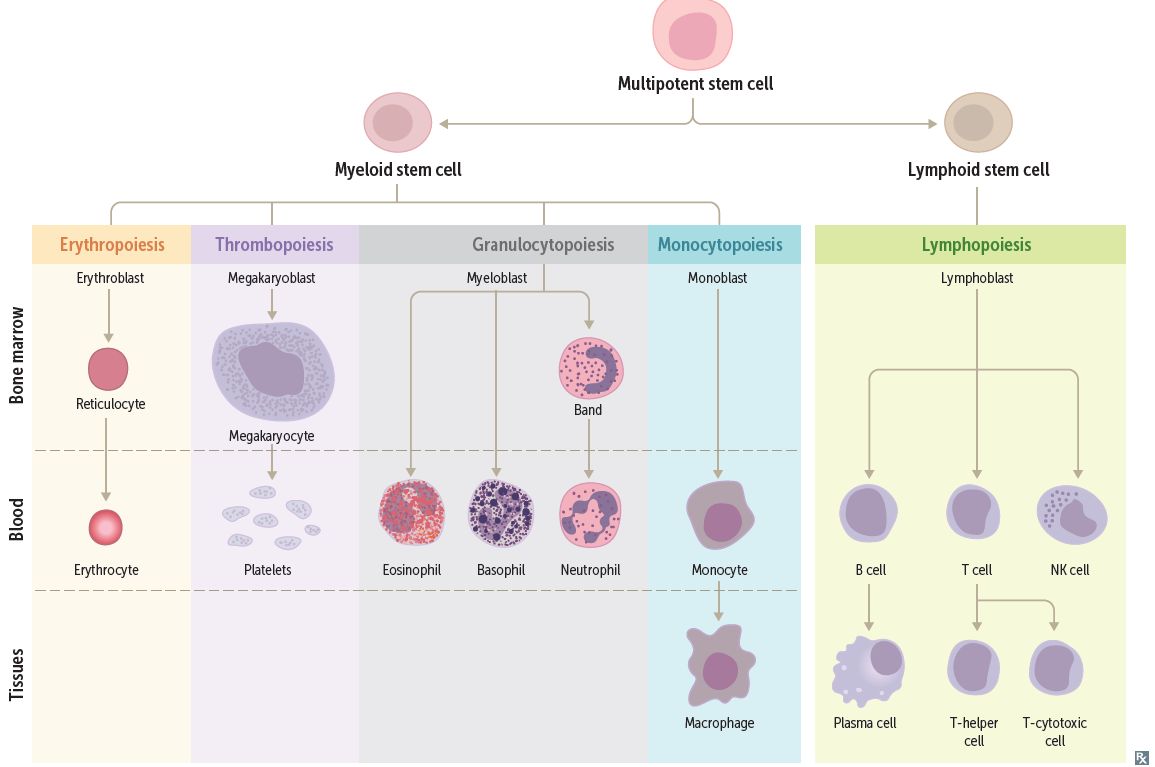 Multipotent stem cell
Myeloid stem cell
Lymphoid stem cell
Erythropoiesis
Thrombopoiesis
Granulocytopoiesis
Monocytopoiesis
Lymphopoiesis
Bone marrow
Erythroblast
Megakaryoblast
Myeloblast
Monoblast
Lymphoblast
Reticulocyte
Megakaryocyte
Band
Blood
Erythrocyte
Platelets
Eosinophil
Basophil
Neutrophil
Monocyte
B cell
T cell
NK cell
Tissues
Macrophage
Plasma cell
T-helper
cell
T-cytotoxic
cell
Rx